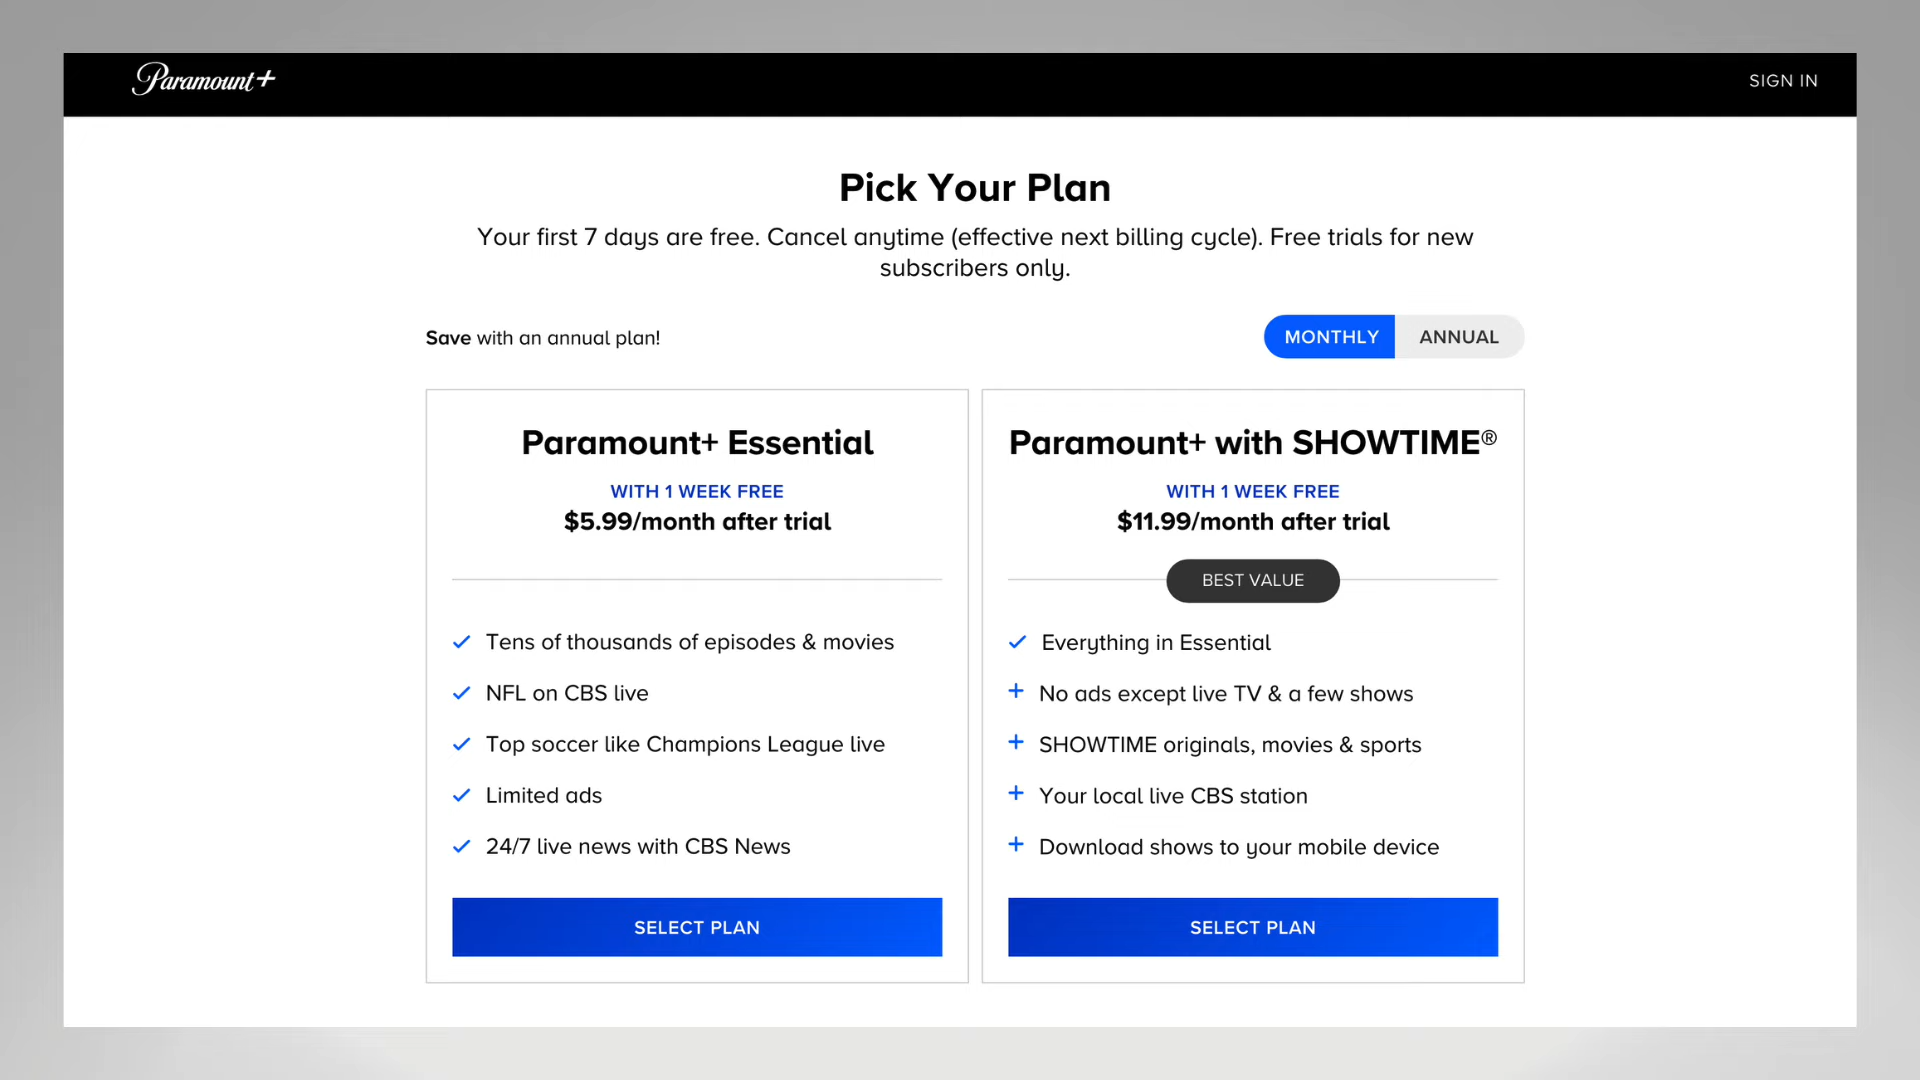 Paramount+
SIGN IN
Pick Your Plan
Your first 7 days are free. Cancel anytime (effective next billing cycle). Free trials for new
subscribers only.
Save with an annual plan!
MONTHLY
ANNUAL
Paramount+ Essential
WITH 1 WEEK FREE
$5.99/month after trial
Tens of thousands of episodes & movies
NFL on CBS live
Top soccer like Champions League live
Limited ads
24/7 live news with CBS News
SELECT PLAN
Paramount+ with SHOWTIME®
WITH 1 WEEK FREE
$11.99/month after trial
BEST VALUE
Everything in Essential
No ads except live TV & a few shows
SHOWTIME originals, movies & sports
Your local live CBS station
Download shows to your mobile device
SELECT PLAN